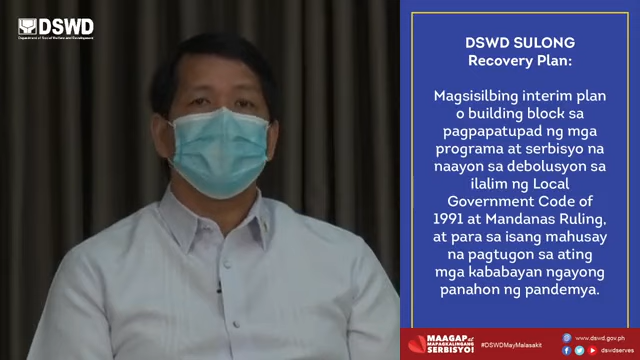 DSWD
Department of Social Welfare and Development
DSWD SULONG
Recovery Plan:
Magsisilbing interim plan
o building block sa
pagpapatupad ng mga
programa at serbisyo na
naayon sa debolusyon sa
ilalim ng Local
Government Code of
1991 at Mandanas Ruling,
at para sa isang mahusay
na pagtugon sa ating
mga kababayan ngayong
panahon ng pandemya.
MAAGAP at
MAPAGKALINGANG
SERBISYO!
#DSWDMayMalasakit
www.dswd.gov.ph
dswdserves